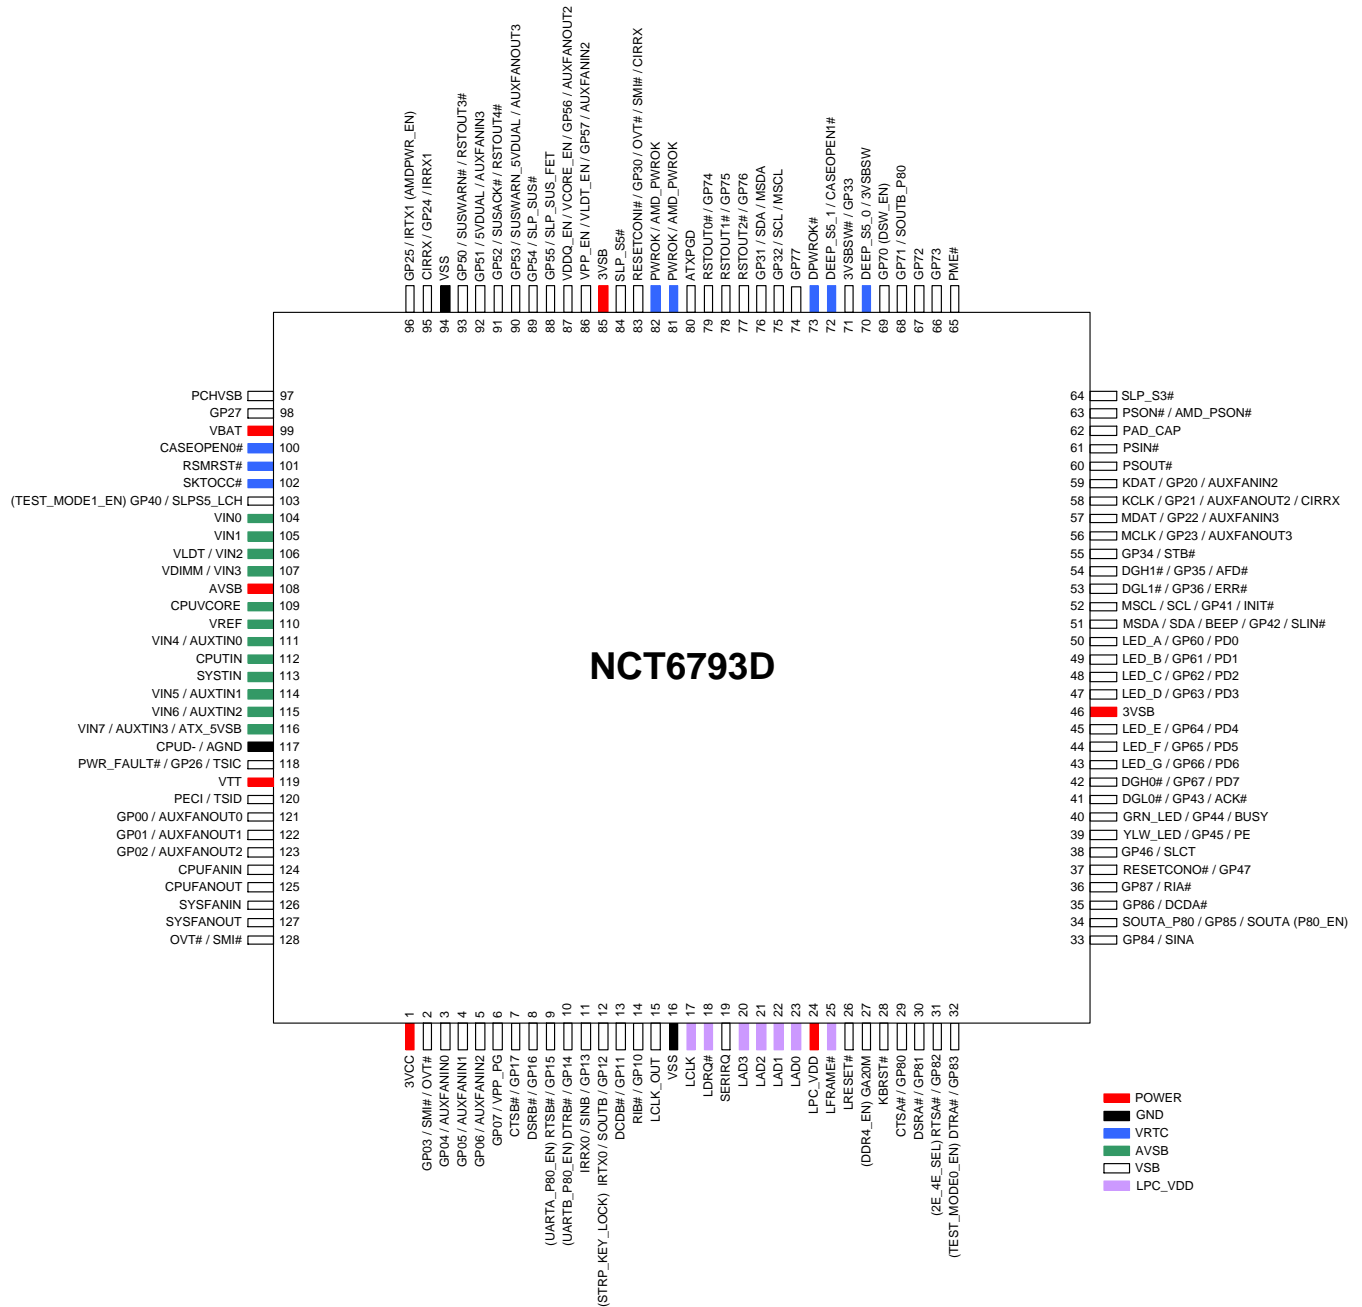 GP25 / IRTX1 (AMDPWR_EN)
CIRRX / GP24 / IRRX1
VSS
GP50 / SUSWARN# / RSTOUT3#
GP51 / 5VDUAL / AUXFANIN3
GP52 / SUSACK# / RSTOUT4#
GP53 / SUSWARN_5VDUAL / AUXFANOUT3
GP54 / SLP_SUS#
GP55 / SLP_SUS_FET
VDDQ_EN / VCORE_EN / GP56 / AUXFANOUT2
VPP_EN / VLDT_EN / GP57 / AUXFANIN2
3VSB
SLP_S5#
RESETCONI# / GP30 / OVT# / SMI# / CIRRX
PWROK / AMD_PWROK
PWROK / AMD_PWROK
ATXPGD
RSTOUT0# / GP74
RSTOUT1# / GP75
RSTOUT2# / GP76
GP31 / SDA / MSDA
GP32 / SCL / MSCL
GP77
DPWROK#
DEEP_S5_1 / CASEOPEN1#
3VSBSW# / GP33
DEEP_S5_0 / 3VSBSW
GP70 (DSW_EN)
GP71 / SOUTB_P80
GP72
GP73
PME#
96
95
94
93
92
91
90
89
88
87
86
85
84
83
82
81
80
79
78
77
76
75
74
73
72
71
70
69
68
67
66
65
PCHVSB 97
GP27 98
VBAT 99
CASEOPEN0# 100
RSMRST# 101
SKTOCC# 102
(TEST_MODE1_EN) GP40 / SLPS5_LCH 103
VIN0 104
VIN1 105
VLDT / VIN2 106
VDIMM / VIN3 107
AVSB 108
CPUVCORE 109
VREF 110
VIN4 / AUXTIN0 111
CPUTIN 112
SYSTIN 113
VIN5 / AUXTIN1 114
VIN6 / AUXTIN2 115
VIN7 / AUXTIN3 / ATX_5VSB 116
CPUD- / AGND 117
PWR_FAULT# / GP26 / TSIC 118
VTT 119
PECI / TSID 120
GP00 / AUXFANOUT0 121
GP01 / AUXFANOUT1 122
GP02 / AUXFANOUT2 123
CPUFANIN 124
CPUFANOUT 125
SYSFANIN 126
SYSFANOUT 127
OVT# / SMI# 128
NCT6793D
64 SLP_S3#
63 PSON# / AMD_PSON#
62 PAD_CAP
61 PSIN#
60 PSOUT#
59 KDAT / GP20 / AUXFANIN2
58 KCLK / GP21 / AUXFANOUT2 / CIRRX
57 MDAT / GP22 / AUXFANIN3
56 MCLK / GP23 / AUXFANOUT3
55 GP34 / STB#
54 DGH1# / GP35 / AFD#
53 DGL1# / GP36 / ERR#
52 MSCL / SCL / GP41 / INIT#
51 MSDA / SDA / BEEP / GP42 / SLIN#
50 LED_A / GP60 / PD0
49 LED_B / GP61 / PD1
48 LED_C / GP62 / PD2
47 LED_D / GP63 / PD3
46 3VSB
45 LED_E / GP64 / PD4
44 LED_F / GP65 / PD5
43 LED_G / GP66 / PD6
42 DGH0# / GP67 / PD7
41 DGL0# / GP43 / ACK#
40 GRN_LED / GP44 / BUSY
39 YLW_LED / GP45 / PE
38 GP46 / SLCT
37 RESETCONO# / GP47
36 GP87 / RIA#
35 GP86 / DCDA#
34 SOUTA_P80 / GP85 / SOUTA (P80_EN)
33 GP84 / SINA
1
2
3
4
5
6
7
8
9
10
11
12
13
14
15
16
17
18
19
20
21
22
23
24
25
26
27
28
29
30
31
32
3VCC
GP03 / SMI# / OVT#
GP04 / AUXFANIN0
GP05 / AUXFANIN1
GP06 / AUXFANIN2
GP07 / VPP_PG
CTSB# / GP17
DSRB# / GP16
(UARTA_P80_EN) RTSB# / GP15
(UARTB_P80_EN) DTRB# / GP14
IRRX0 / SINB / GP13
(STRP_KEY_LOCK) IRTX0 / SOUTB / GP12
DCDB# / GP11
RIB# / GP10
LCLK_OUT
VSS
LCLK
LDRQ#
SERIRQ
LAD3
LAD2
LAD1
LAD0
LPC_VDD
LFRAME#
LRESET#
(DDR4_EN) GA20M
KBRST#
CTSA# / GP80
DSRA# / GP81
(2E_4E_SEL) RTSA# / GP82
(TEST_MODE0_EN) DTRA# / GP83
POWER
GND
VRTC
AVSB
VSB
LPC_VDD